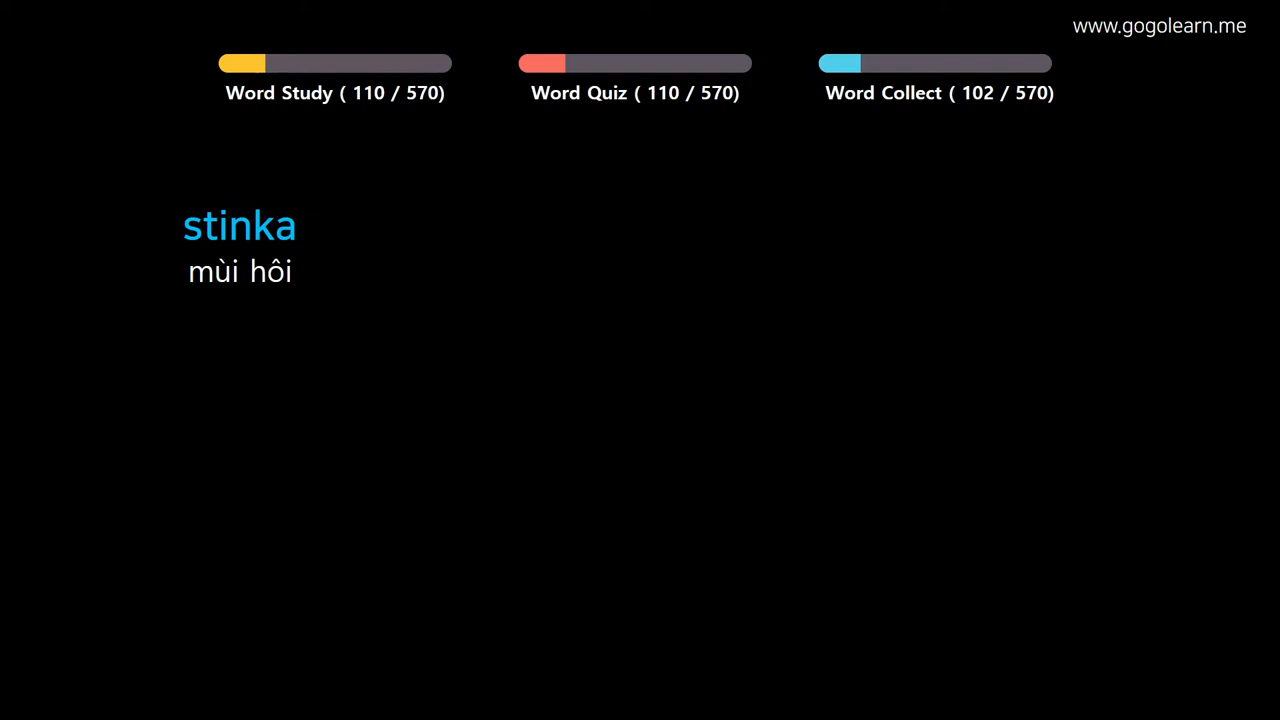 www.gogolearn.me
Word Study ( 110 / 570)
Word Quiz ( 110 / 570)
Word Collect ( 102 / 570)
stinka
mùi hôi